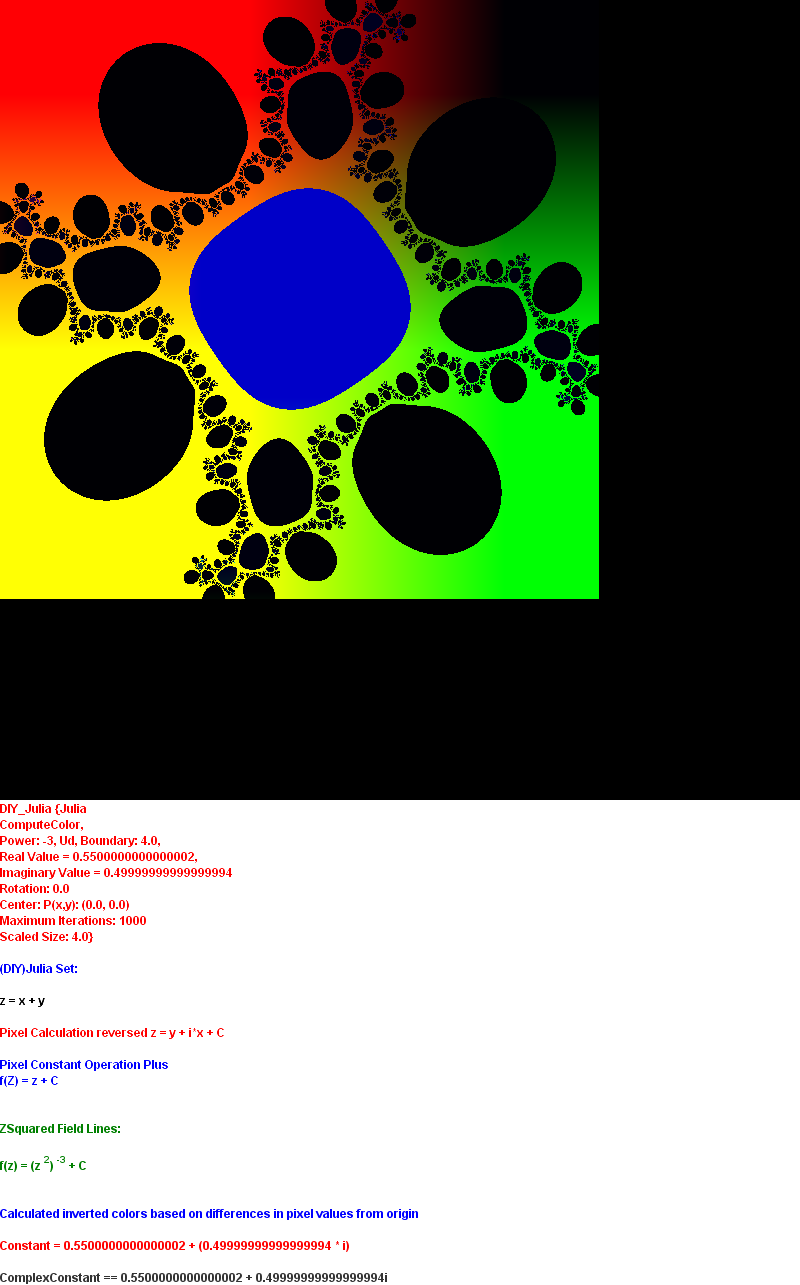 DIY_Julia {Julia
ComputeColor,
Power: -3, Ud, Boundary: 4.0,
Real Value = 0.5500000000000002,
Imaginary Value = 0.49999999999999994
Rotation: 0.0
Center: P(x,y): (0.0, 0.0)
Maximum Iterations: 1000
Scaled Size: 4.0}
(DIY)Julia Set:
z = x + y
Pixel Calculation reversed z = y + i*x + C
Pixel Constant Operation Plus
f(Z) = z + C
ZSquared Field Lines:
f(z) = (z ²) ⁻³ + C
Calculated inverted colors based on differences in pixel values from origin
Constant = 0.5500000000000002 + (0.49999999999999994 * i)
ComplexConstant == 0.5500000000000002 + 0.49999999999999994i